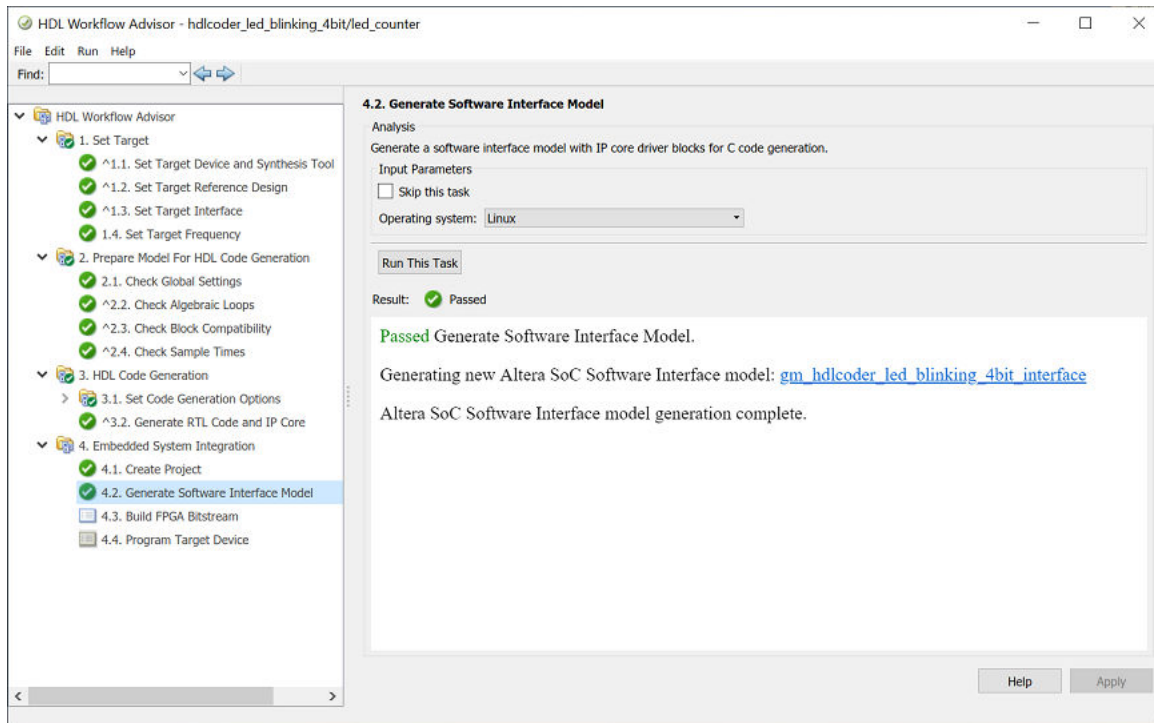 HDL Workflow Advisor - hdlcoder_led_blinking_4bit/led_counter
File Edit Run Help
Find:
HDL Workflow Advisor
1. Set Target
^1.1. Set Target Device and Synthesis Tool
^1.2. Set Target Reference Design
^1.3. Set Target Interface
1.4. Set Target Frequency
2. Prepare Model For HDL Code Generation
2.1. Check Global Settings
^2.2. Check Algebraic Loops
^2.3. Check Block Compatibility
^2.4. Check Sample Times
3. HDL Code Generation
3.1. Set Code Generation Options
^3.2. Generate RTL Code and IP Core
4. Embedded System Integration
4.1. Create Project
4.2. Generate Software Interface Model
4.3. Build FPGA Bitstream
4.4. Program Target Device
4.2. Generate Software Interface Model
Analysis
Generate a software interface model with IP core driver blocks for C code generation.
Input Parameters
Skip this task
Operating system: Linux
Run This Task
Result: Passed
Passed Generate Software Interface Model.
Generating new Altera SoC Software Interface model: gm_hdlcoder_led_blinking_4bit_interface
Altera SoC Software Interface model generation complete.
Help Apply